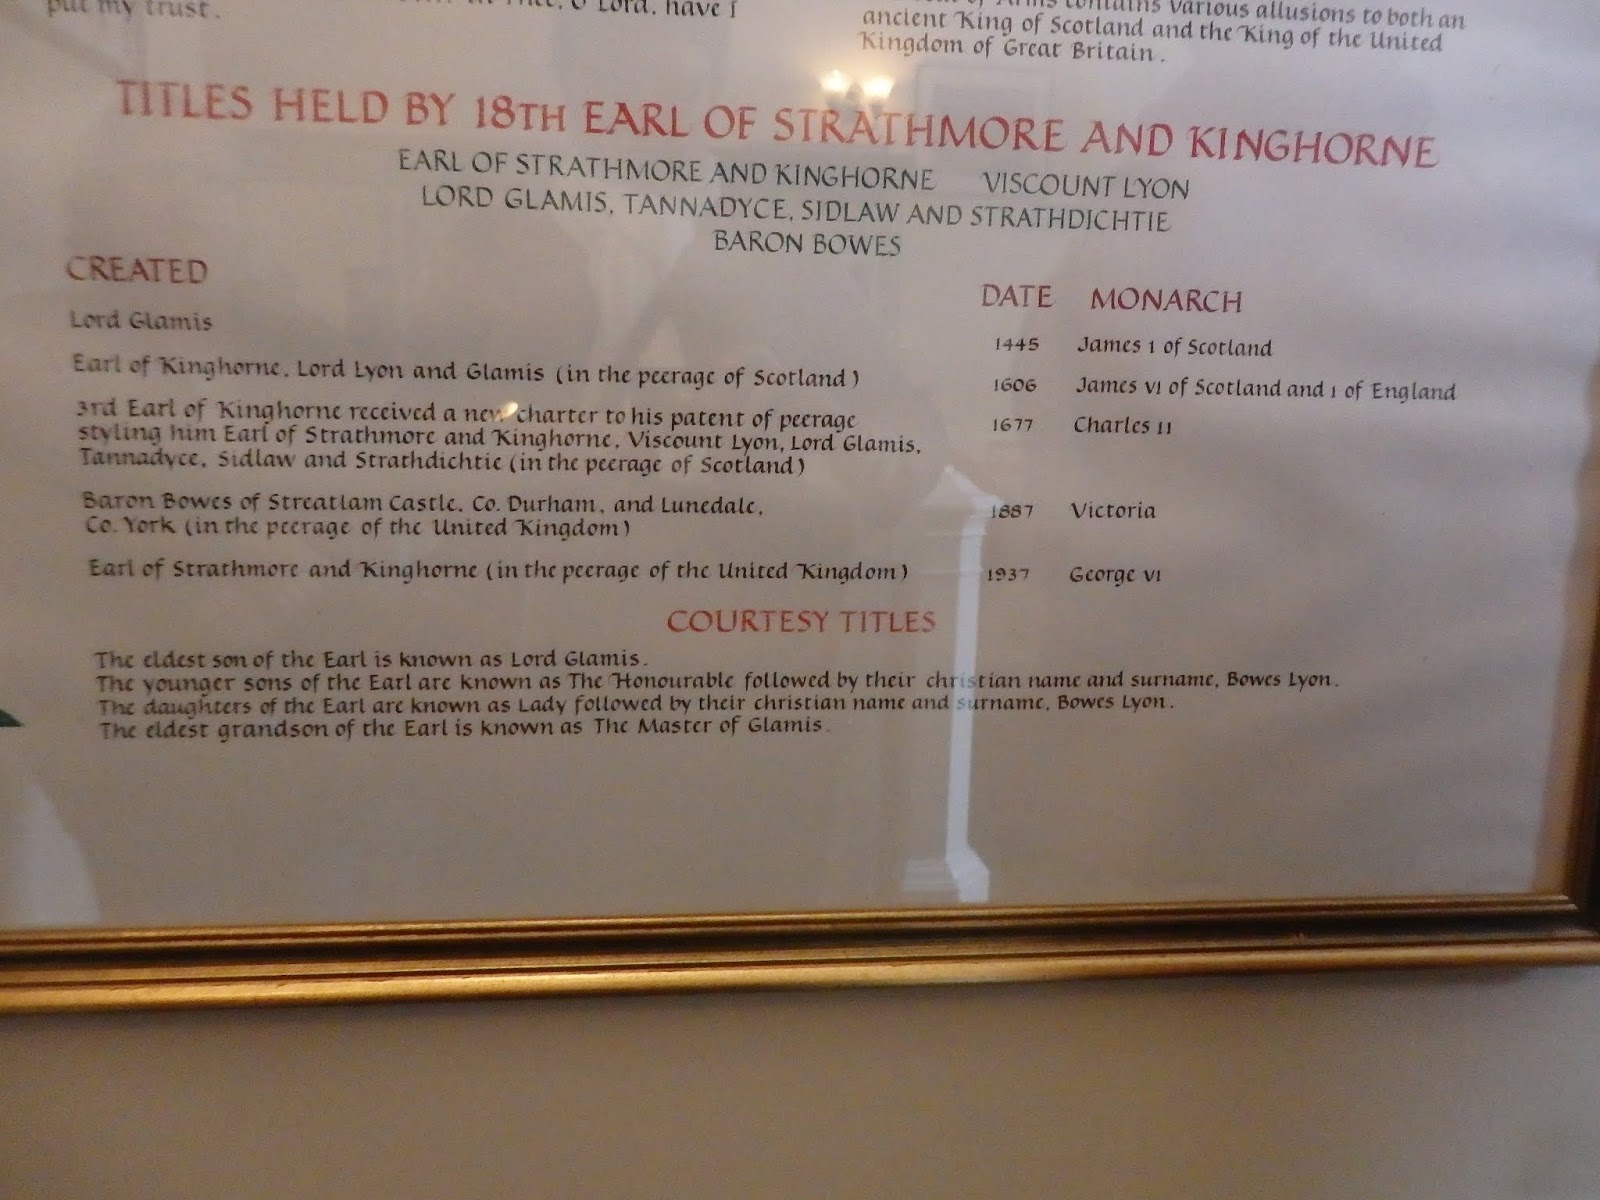 put my trust.
O Lord, have I
various allusions to both an
ancient King of Scotland and the King of the United
Kingdom of Great Britain.
TITLES HELD BY 18TH EARL OF STRATHMORE AND KINGHORNE
EARL OF STRATHMORE AND KINGHORNE VISCOUNT LYON
LORD GLAMIS, TANNADYCE, SIDLAW AND STRATHDICHTIE
BARON BOWES
CREATED
DATE MONARCH
Lord Glamis
1445 James I of Scotland
Earl of Kinghorne, Lord Lyon and Glamis (in the peerage of Scotland)
1606 James VI of Scotland and I of England
3rd Earl of Kinghorne received a new charter to his patent of peerage
1677 Charles II
styling him Earl of Strathmore and Kinghorne, Viscount Lyon, Lord Glamis,
Tannadyce, Sidlaw and Strathdichtie (in the peerage of Scotland)
Baron Bowes of Streatlam Castle, Co. Durham, and Lunedale,
1887 Victoria
Co. York (in the peerage of the United Kingdom)
Earl of Strathmore and Kinghorne (in the peerage of the United Kingdom)
1937 George VI
COURTESY TITLES
The eldest son of the Earl is known as Lord Glamis.
The younger sons of the Earl are known as The Honourable followed by their christian name and surname, Bowes Lyon.
The daughters of the Earl are known as Lady followed by their christian name and surname, Bowes Lyon.
The eldest grandson of the Earl is known as The Master of Glamis.